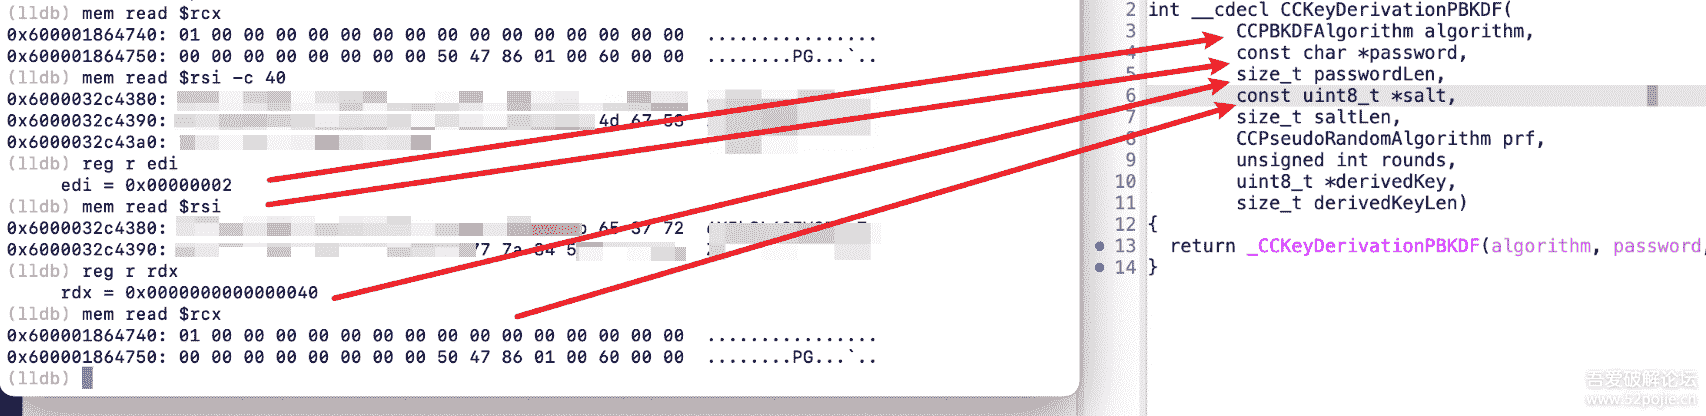 (lldb) mem read $rcx
0x600001864740: 01 00 00 00 00 00 00 00 00 00 00 00 00 00 00 00 ................
0x600001864750: 00 00 00 00 00 00 00 00 50 47 86 01 00 60 00 00 ........PG...`..
(lldb) mem read $rsi -c 40
0x6000032c4380:
0x6000032c4390: 4d 67 53
0x6000032c43a0:
(lldb) reg r edi
edi = 0x00000002
(lldb) mem read $rsi
0x6000032c4380: 65 37 72
0x6000032c4390: 77 7a 34 5
(lldb) reg r rdx
rdx = 0x0000000000000040
(lldb) mem read $rcx
0x600001864740: 01 00 00 00 00 00 00 00 00 00 00 00 00 00 00 00 ................
0x600001864750: 00 00 00 00 00 00 00 00 50 47 86 01 00 60 00 00 ........PG...`..
(lldb)
2 int __cdecl CCKeyDerivationPBKDF(
3 CCPBKDFAlgorithm algorithm,
4 const char *password,
5 size_t passwordLen,
6 const uint8_t *salt,
7 size_t saltLen,
8 CCPseudoRandomAlgorithm prf,
9 unsigned int rounds,
10 uint8_t *derivedKey,
11 size_t derivedKeyLen)
12 {
13 return _CCKeyDerivationPBKDF(algorithm, password,
14 }
吾爱破解论坛
www.52pojie.cn